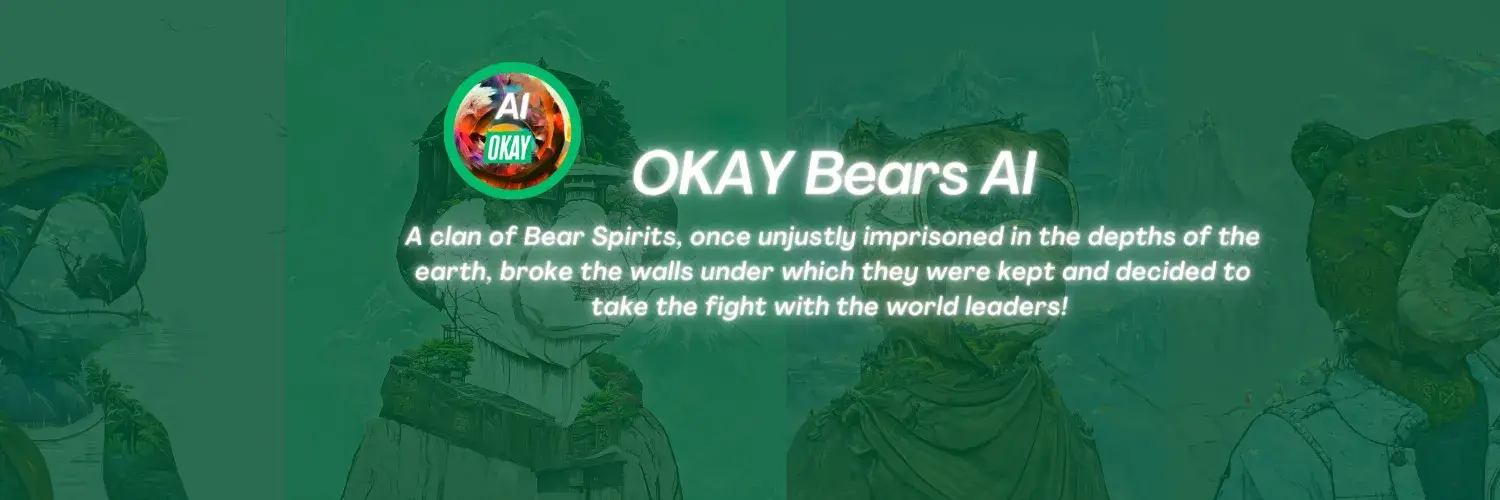 AI
OKAY
OKAY Bears AI
A clan of Bear Spirits, once unjustly imprisoned in the depths of the
earth, broke the walls under which they were kept and decided to
take the fight with the world leaders!